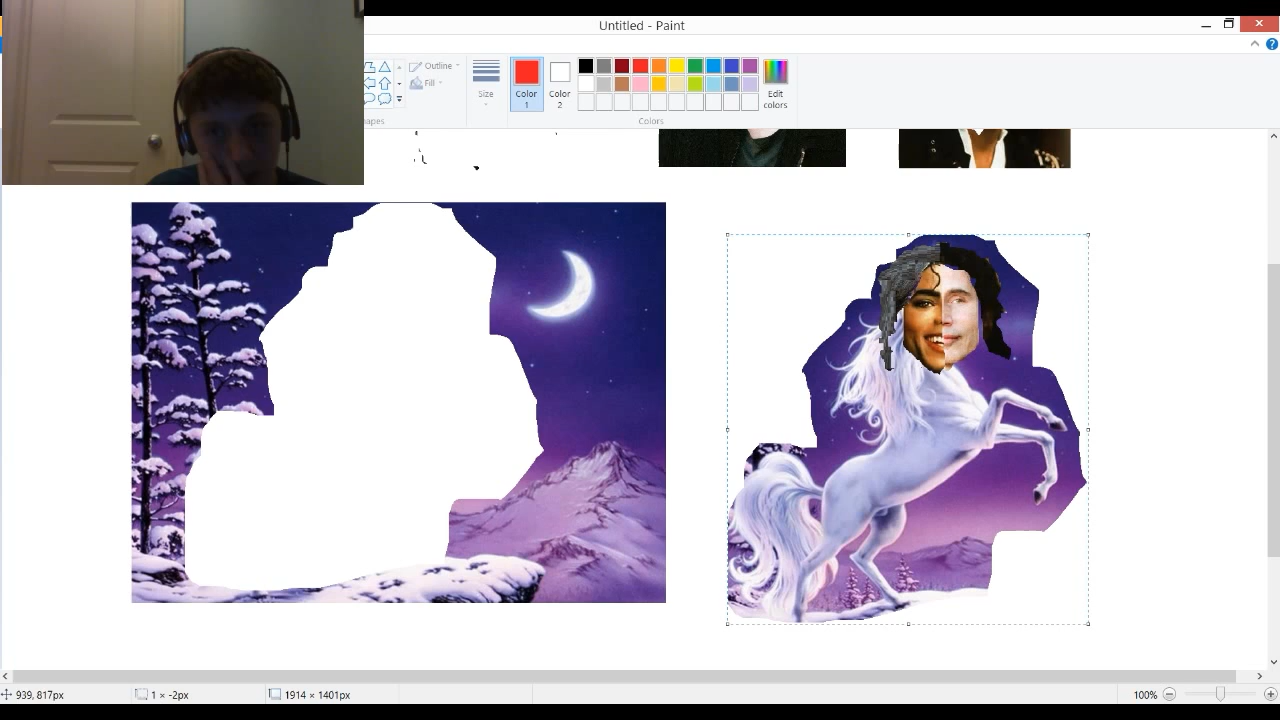 Untitled - Paint
Outline
Fill
Size
Color 1
Color 2
Edit colors
apes
Colors
939, 817px
1 × -2px
1914 × 1401px
100%